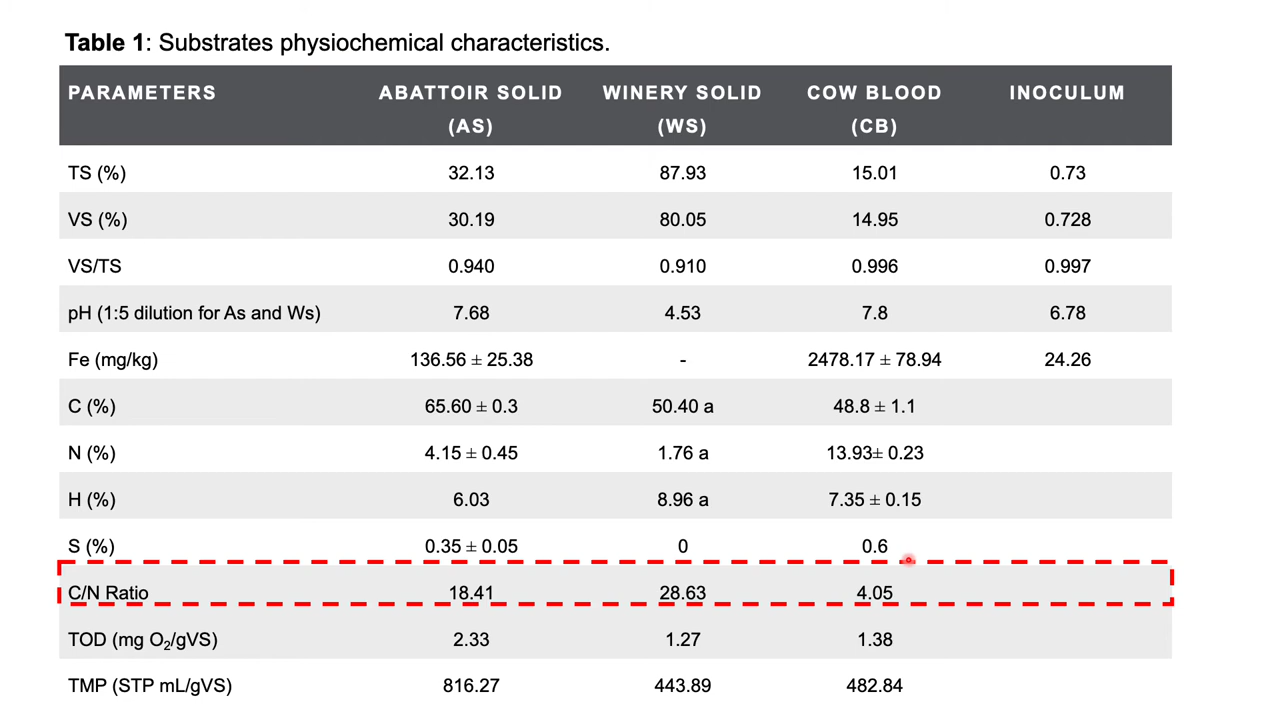 Table 1: Substrates physiochemical characteristics.
PARAMETERS ABATTOIR SOLID (AS) WINERY SOLID (WS) COW BLOOD (CB) INOCULUM
TS (%) 32.13 87.93 15.01 0.73
VS (%) 30.19 80.05 14.95 0.728
VS/TS 0.940 0.910 0.996 0.997
pH (1:5 dilution for As and Ws) 7.68 4.53 7.8 6.78
Fe (mg/kg) 136.56 ± 25.38 - 2478.17 ± 78.94 24.26
C (%) 65.60 ± 0.3 50.40 a 48.8 ± 1.1
N (%) 4.15 ± 0.45 1.76 a 13.93± 0.23
H (%) 6.03 8.96 a 7.35 ± 0.15
S (%) 0.35 ± 0.05 0 0.6
C/N Ratio 18.41 28.63 4.05
TOD (mg O₂/gVS) 2.33 1.27 1.38
TMP (STP mL/gVS) 816.27 443.89 482.84